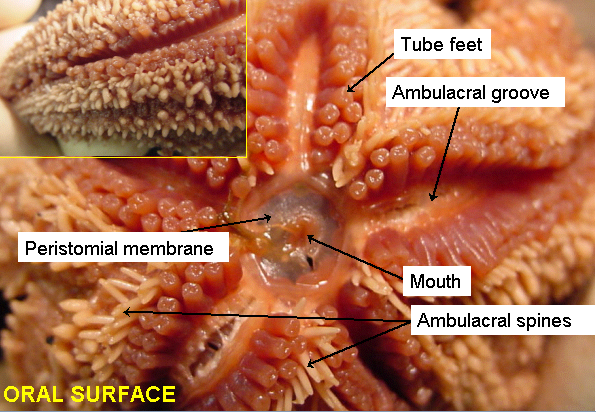 Tube feet
Ambulacral groove
Peristomial membrane
Mouth
Ambulacral spines
ORAL SURFACE